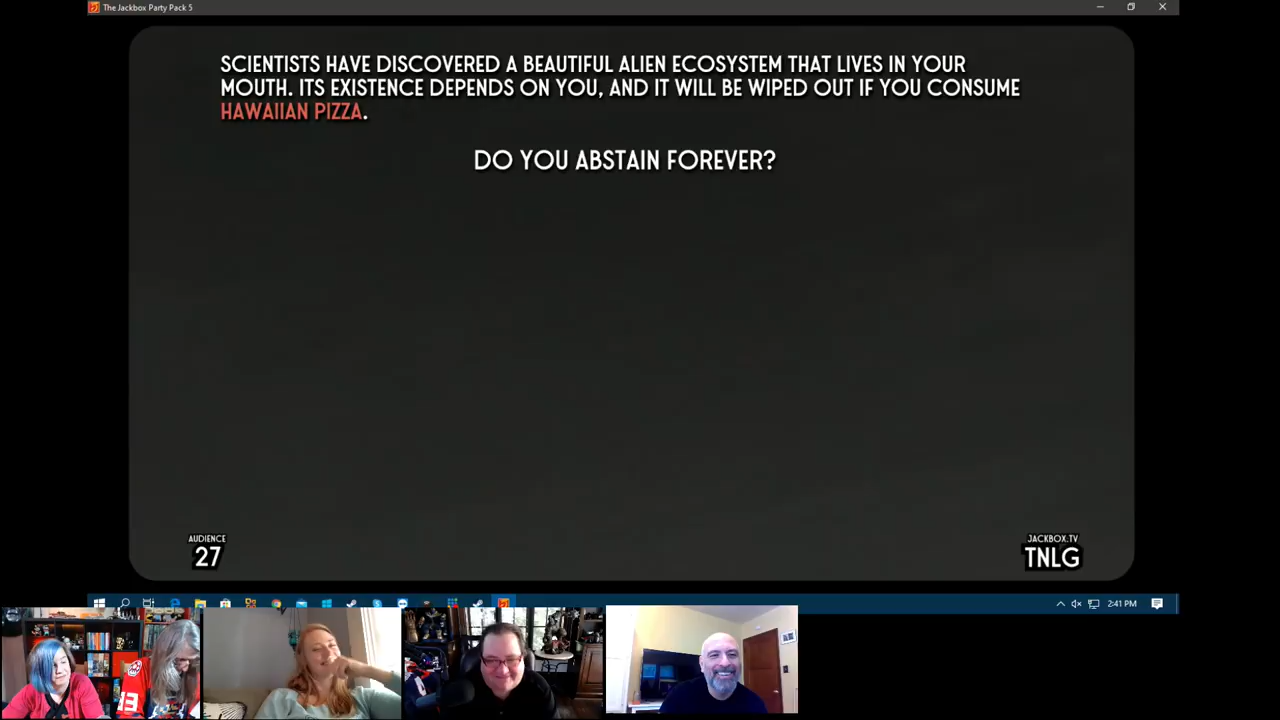 The Jackbox Party Pack 5
SCIENTISTS HAVE DISCOVERED A BEAUTIFUL ALIEN ECOSYSTEM THAT LIVES IN YOUR
MOUTH. ITS EXISTENCE DEPENDS ON YOU, AND IT WILL BE WIPED OUT IF YOU CONSUME
HAWAIIAN PIZZA.
DO YOU ABSTAIN FOREVER?
AUDIENCE
27
JACKBOX.TV
TNLG
2:41 PM
13